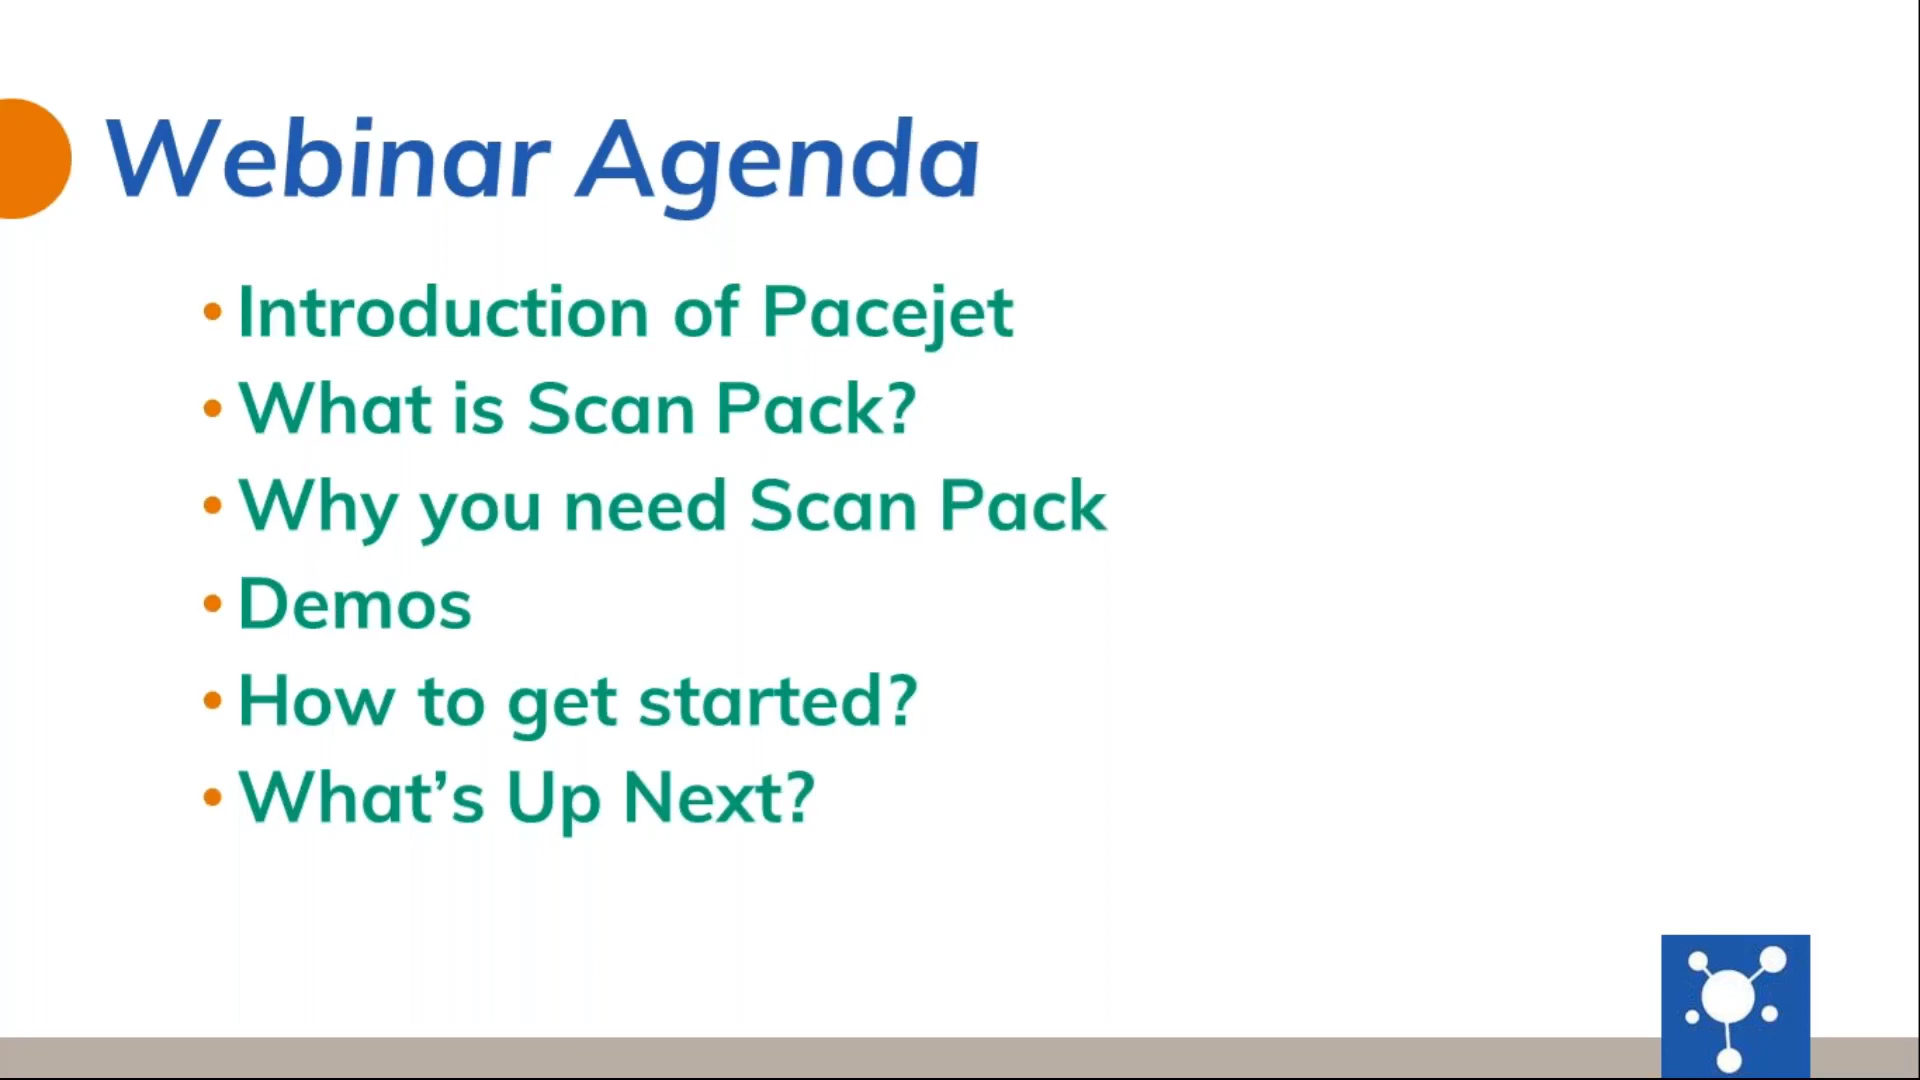 Webinar Agenda
• Introduction of Pacejet
• What is Scan Pack?
• Why you need Scan Pack
• Demos
• How to get started?
• What’s Up Next?